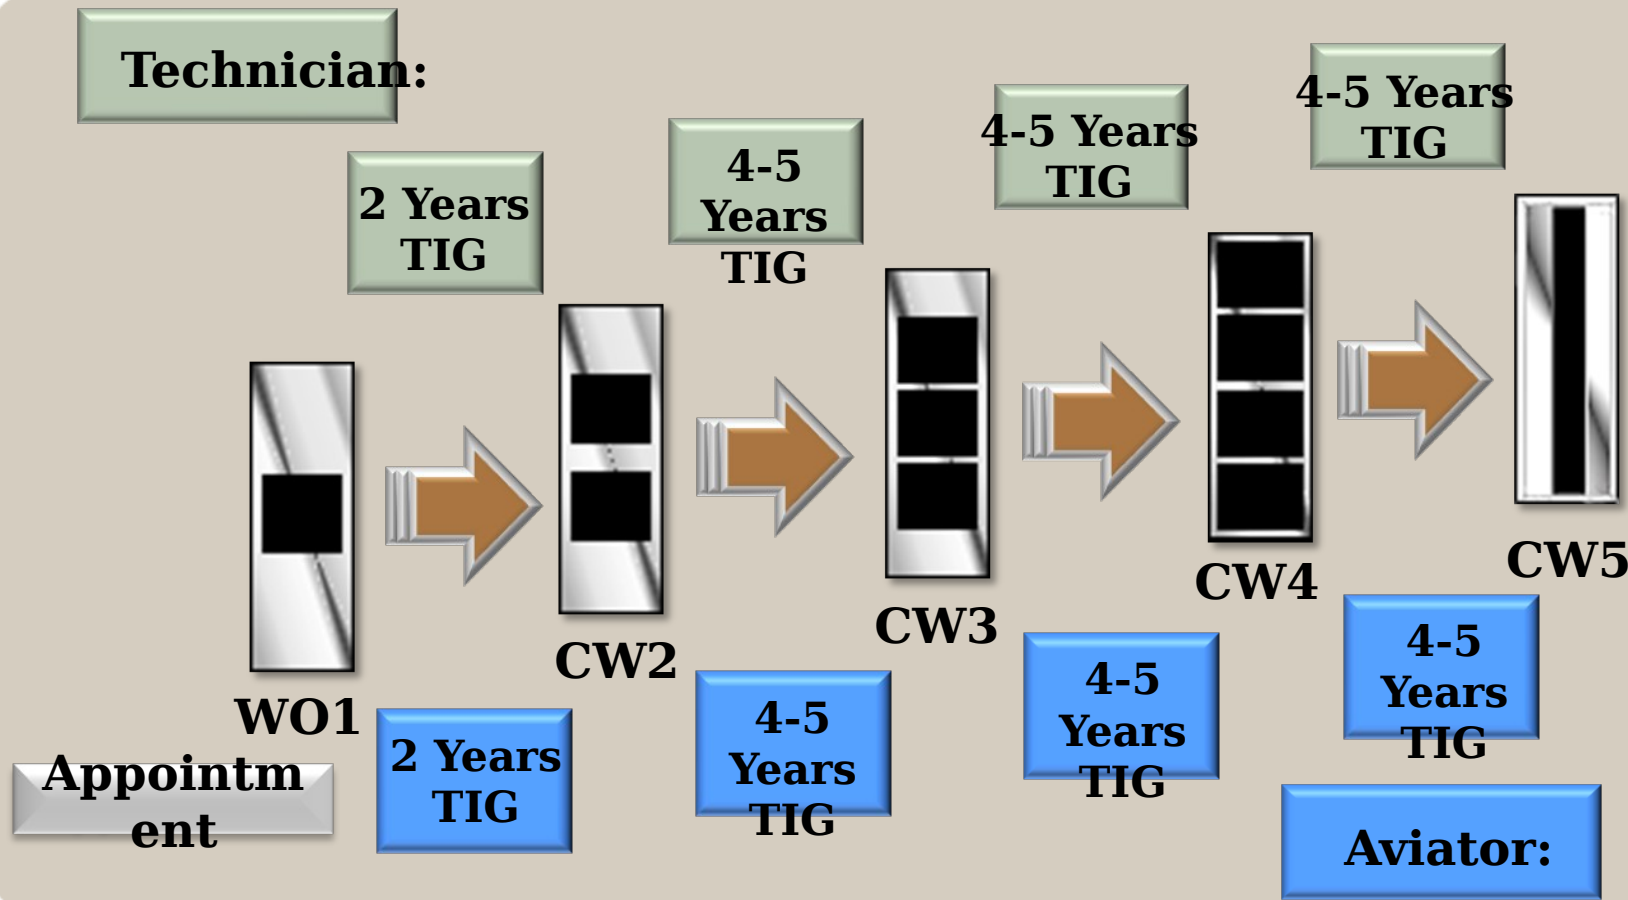 Technician:
2 Years
TIG
4-5
Years
TIG
4-5 Years
TIG
4-5 Years
TIG
WO1
CW2
CW3
CW4
CW5
Appointm
ent
2 Years
TIG
4-5
Years
TIG
4-5
Years
TIG
4-5
Years
TIG
Aviator: